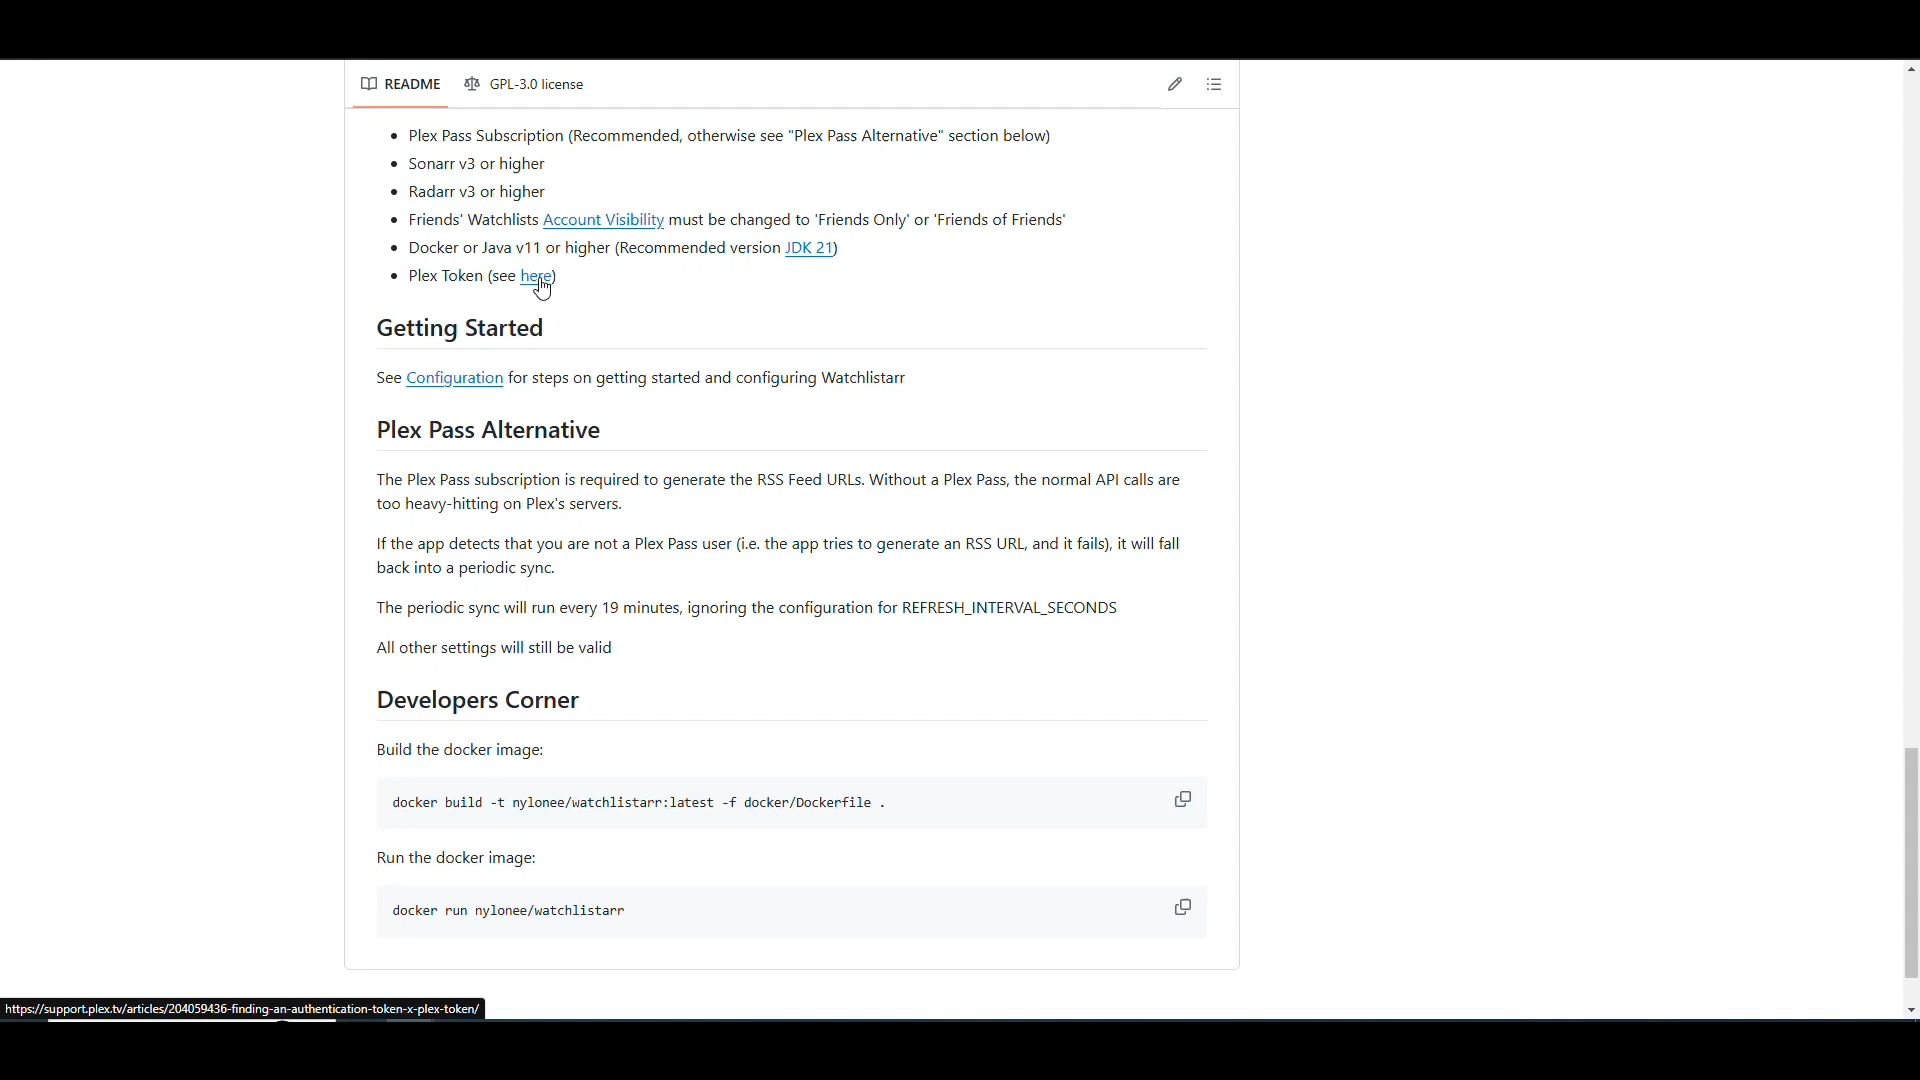 README GPL-3.0 license
Plex Pass Subscription (Recommended, otherwise see "Plex Pass Alternative" section below)
Sonarr v3 or higher
Radarr v3 or higher
Friends' Watchlists Account Visibility must be changed to 'Friends Only' or 'Friends of Friends'
Docker or Java v11 or higher (Recommended version JDK 21)
Plex Token (see here)
Getting Started
See Configuration for steps on getting started and configuring Watchlistarr
Plex Pass Alternative
The Plex Pass subscription is required to generate the RSS Feed URLs. Without a Plex Pass, the normal API calls are
too heavy-hitting on Plex's servers.
If the app detects that you are not a Plex Pass user (i.e. the app tries to generate an RSS URL, and it fails), it will fall
back into a periodic sync.
The periodic sync will run every 19 minutes, ignoring the configuration for REFRESH_INTERVAL_SECONDS
All other settings will still be valid
Developers Corner
Build the docker image:
docker build -t nylonee/watchlistarr:latest -f docker/Dockerfile .
Run the docker image:
docker run nylonee/watchlistarr
https://support.plex.tv/articles/204059436-finding-an-authentication-token-x-plex-token/